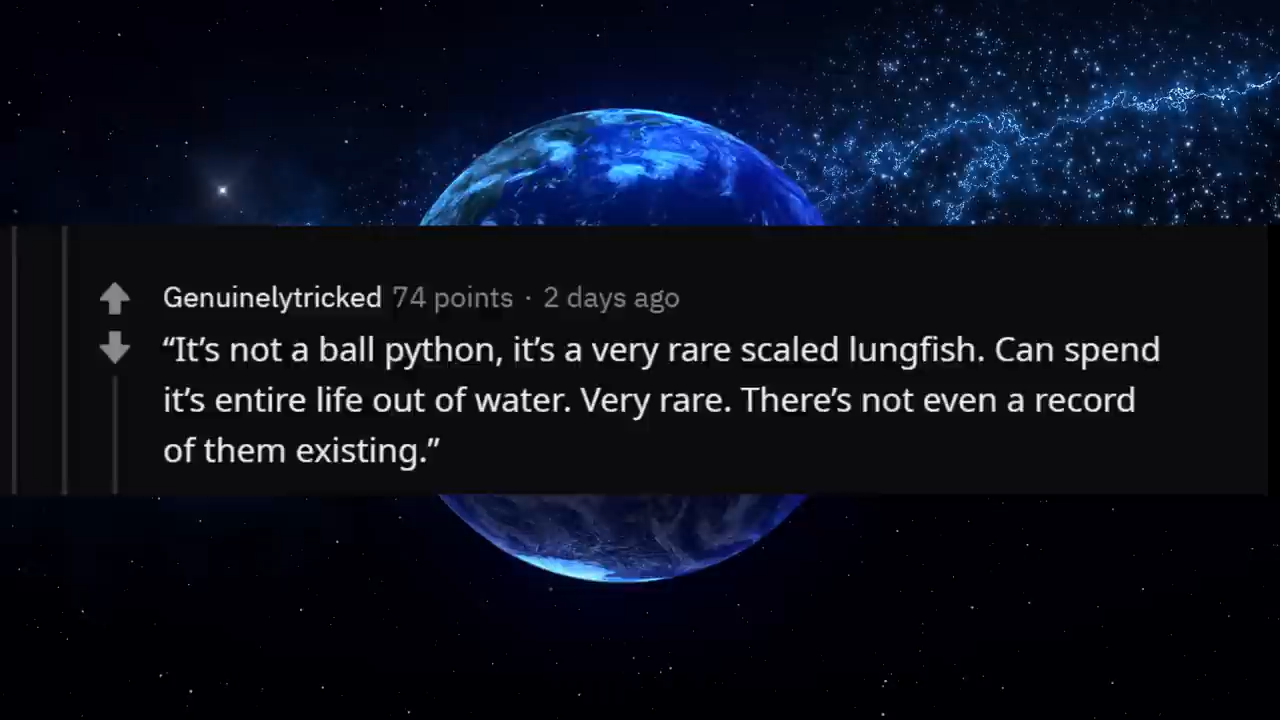 Genuinelytricked 74 points · 2 days ago
“It’s not a ball python, it’s a very rare scaled lungfish. Can spend
it’s entire life out of water. Very rare. There’s not even a record
of them existing.”